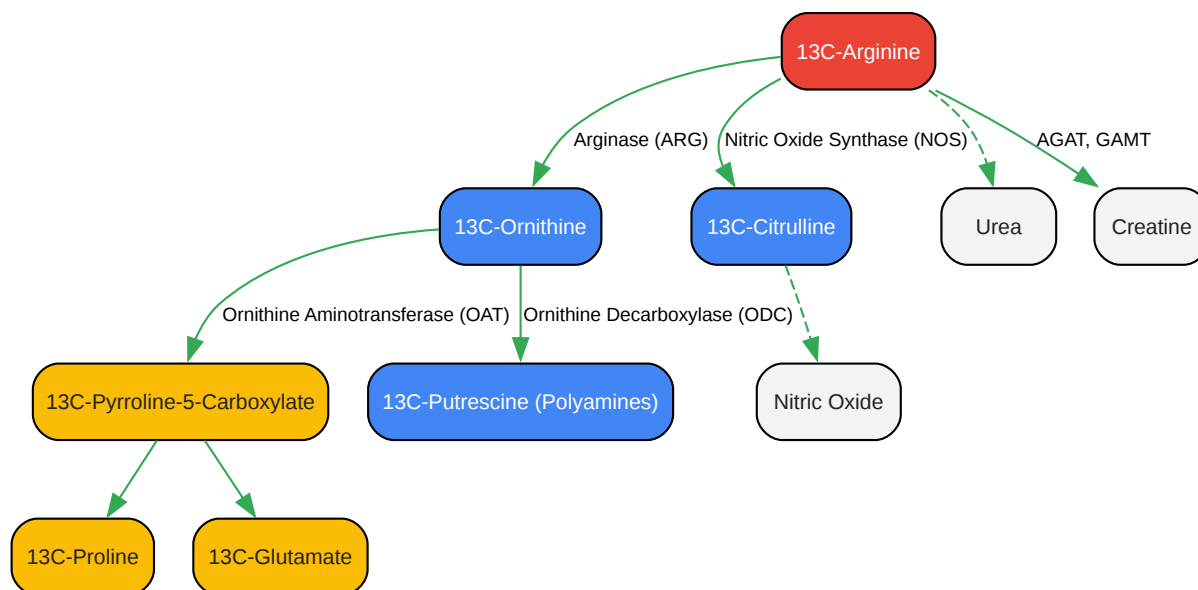 13C-Arginine
Arginase (ARG)
Nitric Oxide Synthase (NOS)
AGAT, GAMT
13C-Ornithine
13C-Citrulline
Urea
Creatine
Ornithine Aminotransferase (OAT)
Ornithine Decarboxylase (ODC)
13C-Pyrroline-5-Carboxylate
13C-Putrescine (Polyamines)
Nitric Oxide
13C-Proline
13C-Glutamate